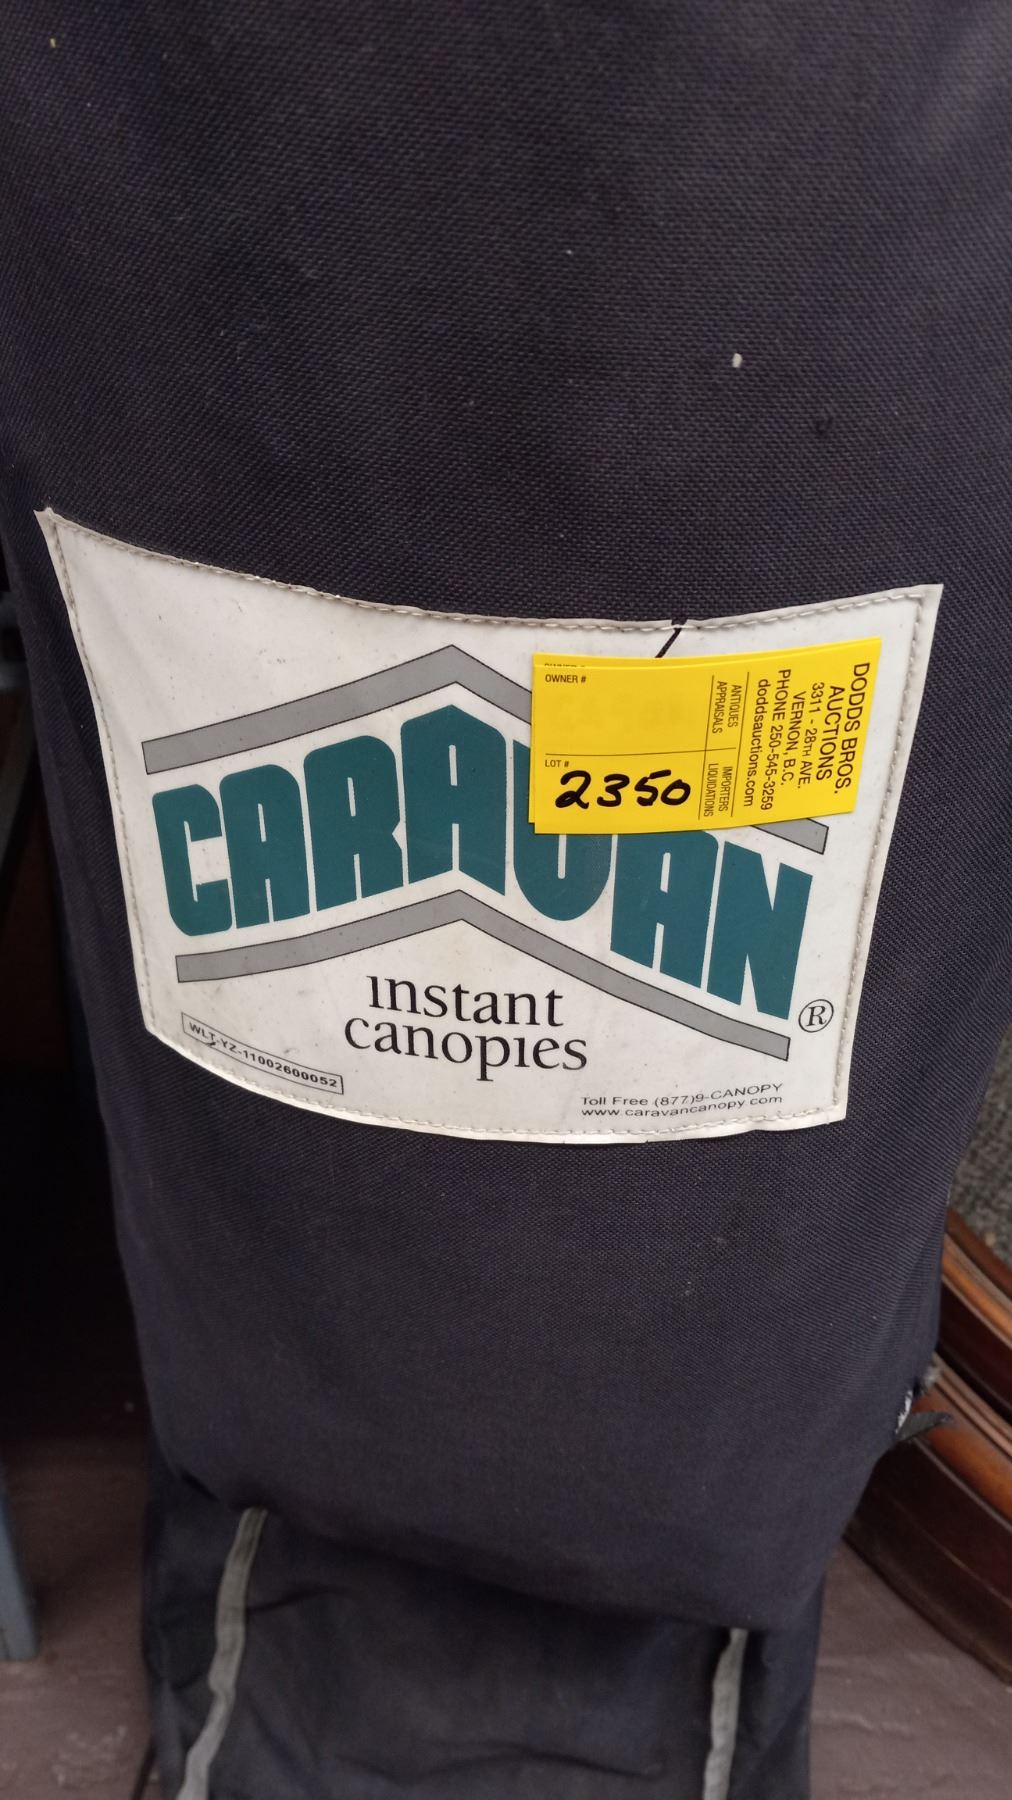 CARAVAN
®
instant
canopies
WLT-YZ-11002600052
Toll Free (877)9-CANOPY
www.caravancanopy.com
OWNER #
LOT #
2350
ANTIQUES
APPRAISALS
IMPORTERS
LIQUIDATIONS
DODDS BROS.
AUCTIONS
3311 - 28TH AVE.
VERNON, B.C.
PHONE 250-545-3259
doddsauctions.com